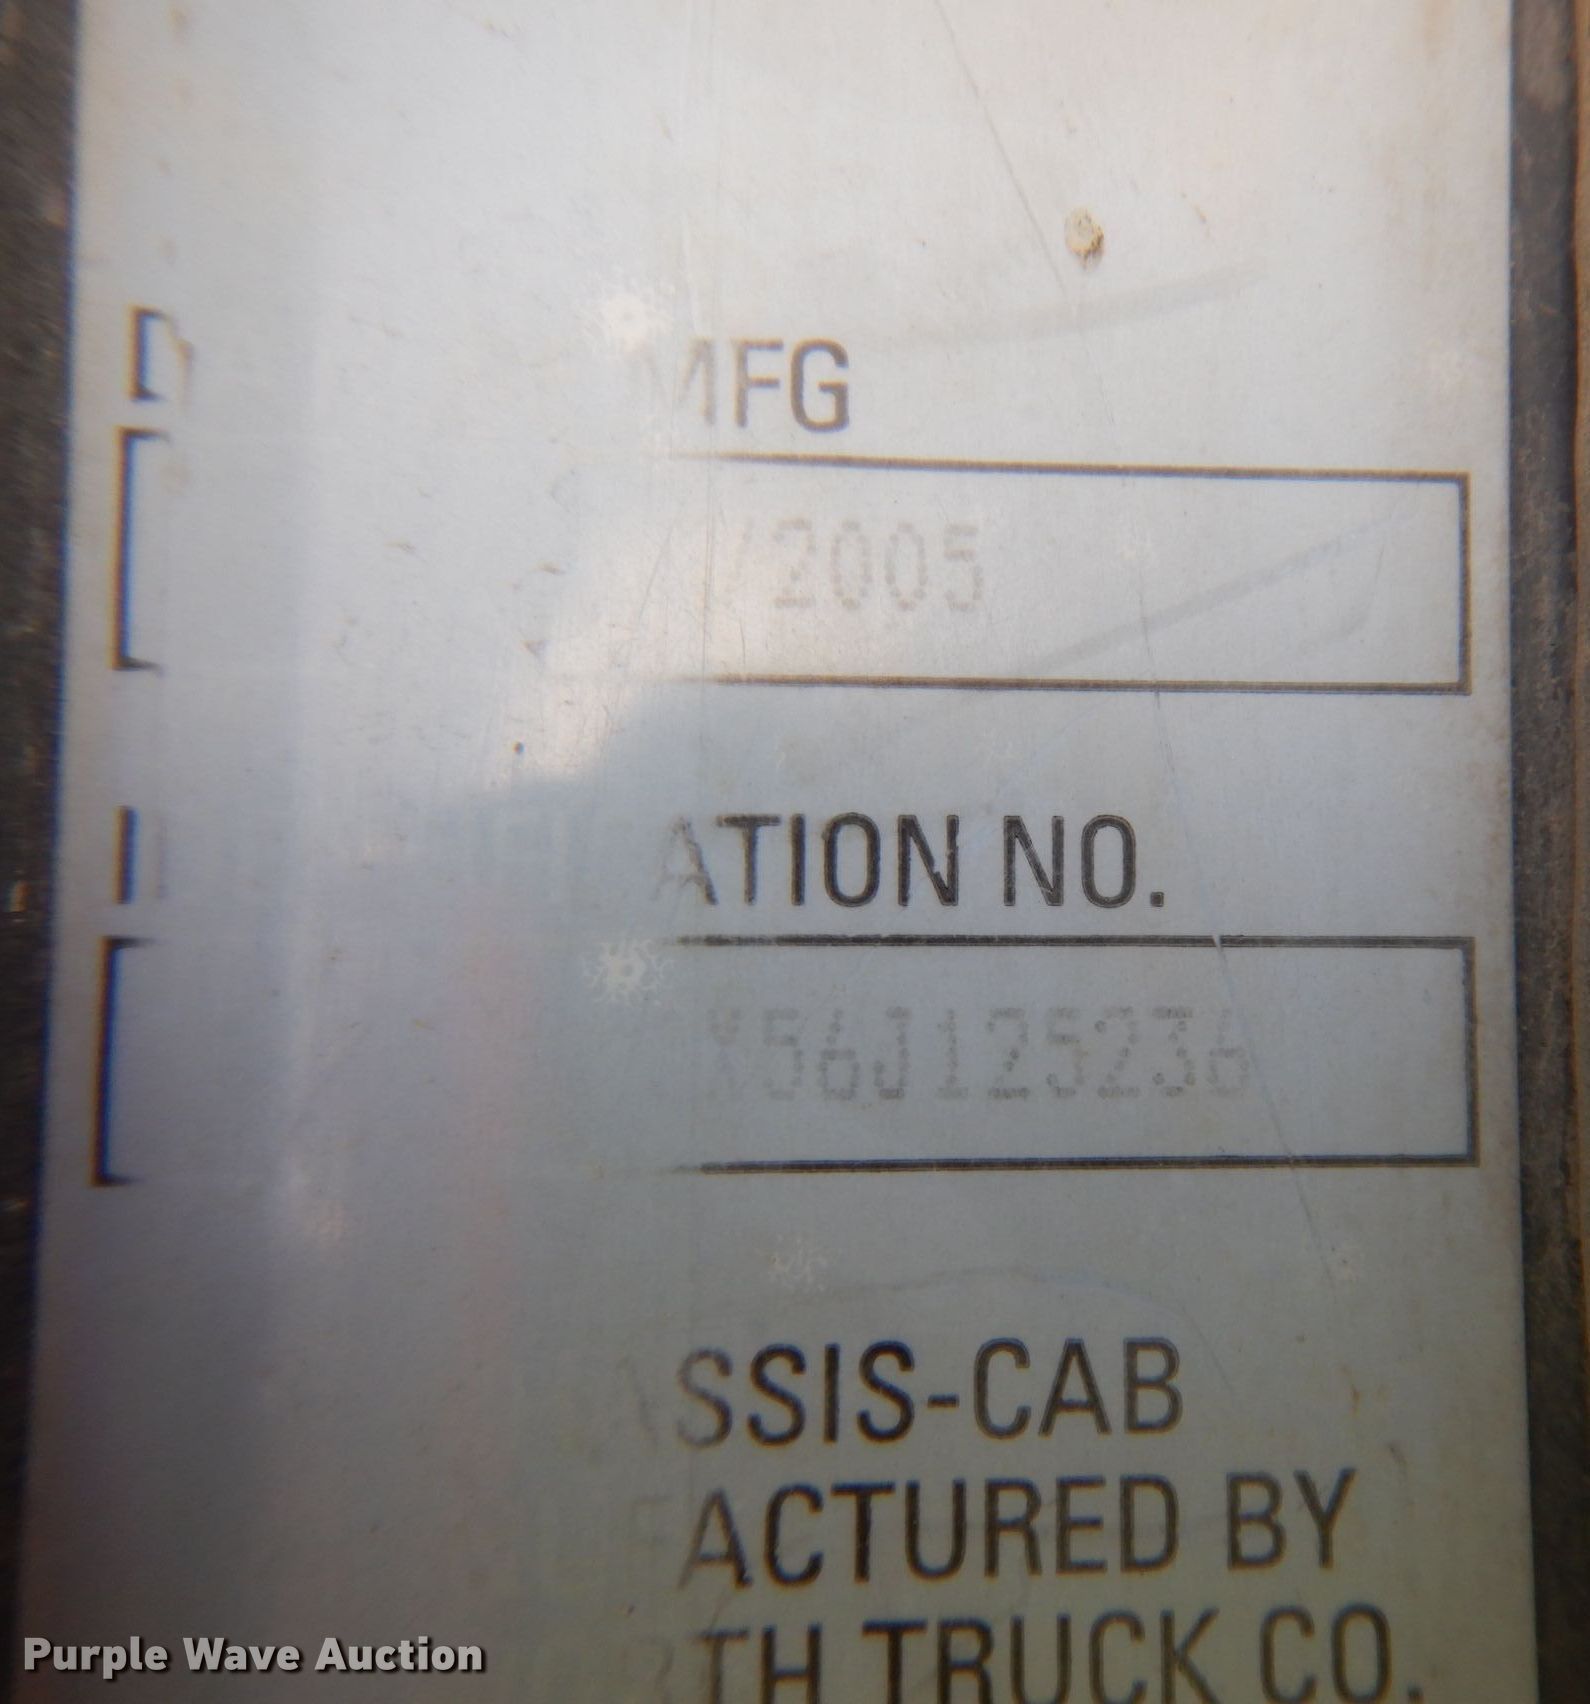 MFG
/2005
ATION NO.
X56J125236
SSIS-CAB
ACTURED BY
TH TRUCK CO.
Purple Wave Auction